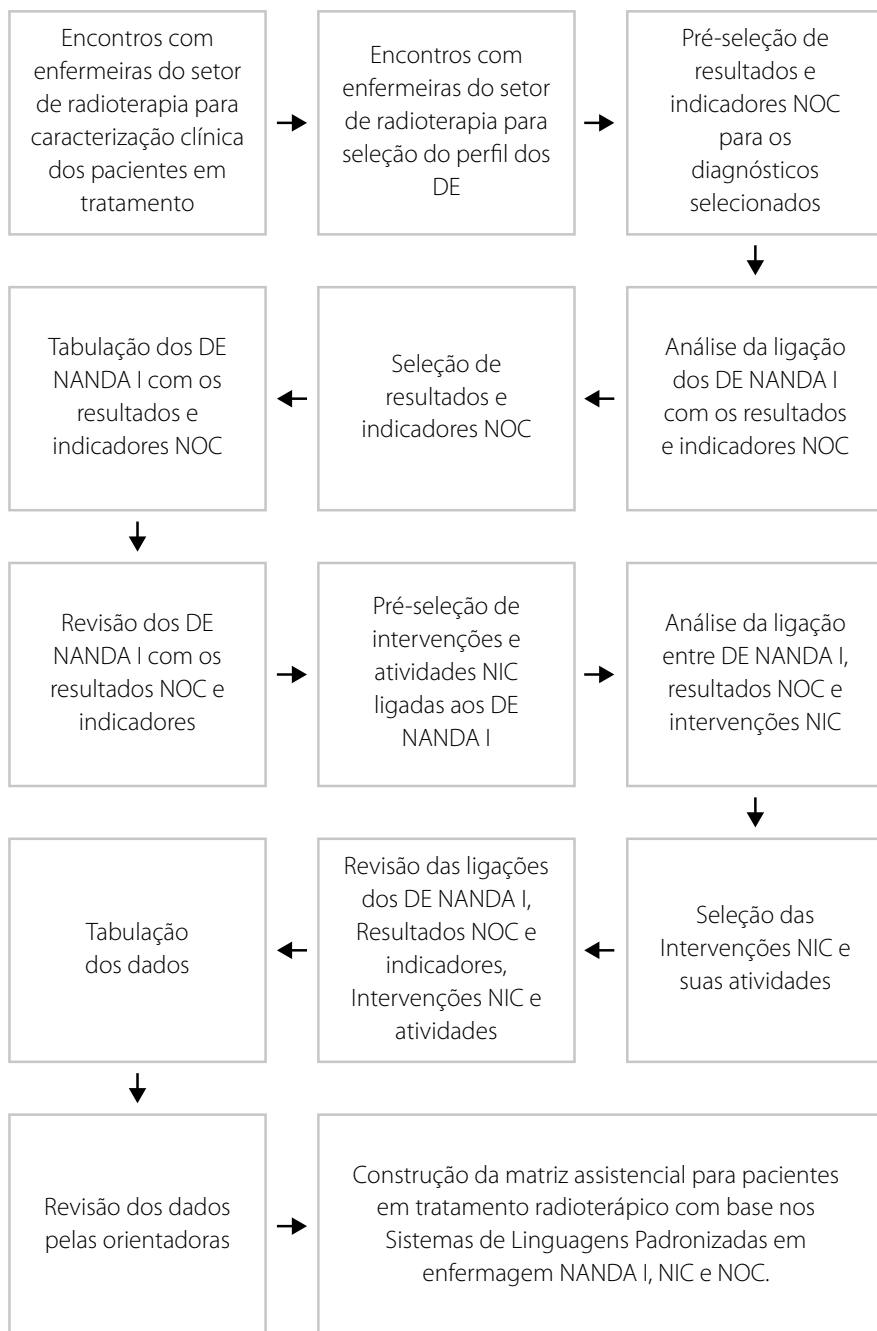 Encontros com
enfermeiras do setor
de radioterapia para
caracterização clínica
dos pacientes em
tratamento
Encontros com
enfermeiras do setor
de radioterapia para
seleção do perfil dos
DE
Pré-seleção de
resultados e
indicadores NOC
para os
diagnósticos
selecionados
Análise da ligação
dos DE NANDA I
com os resultados
e indicadores NOC
Seleção de
resultados e
indicadores NOC
Tabulação dos DE
NANDA I com os
resultados e
indicadores NOC
Revisão dos DE
NANDA I com os
resultados NOC e
indicadores
Pré-seleção de
intervenções e
atividades NIC
ligadas aos DE
NANDA I
Análise da ligação
entre DE NANDA I,
resultados NOC e
intervenções NIC
Seleção das
Intervenções NIC e
suas atividades
Revisão das ligações
dos DE NANDA I,
Resultados NOC e
indicadores,
Intervenções NIC e
atividades
Tabulação
dos dados
Revisão dos dados
pelas orientadoras
Construção da matriz assistencial para pacientes
em tratamento radioterápico com base nos
Sistemas de Linguagens Padronizadas em
enfermagem NANDA I, NIC e NOC.